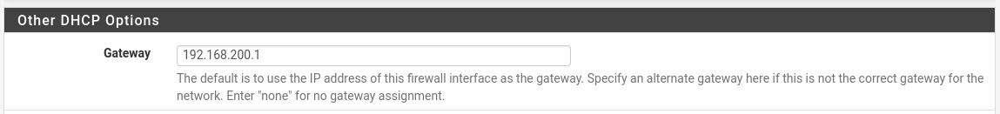 Other DHCP Options
Gateway
192.168.200.1
The default is to use the IP address of this firewall interface as the gateway. Specify an alternate gateway here if this is not the correct gateway for the
network. Enter "none" for no gateway assignment.